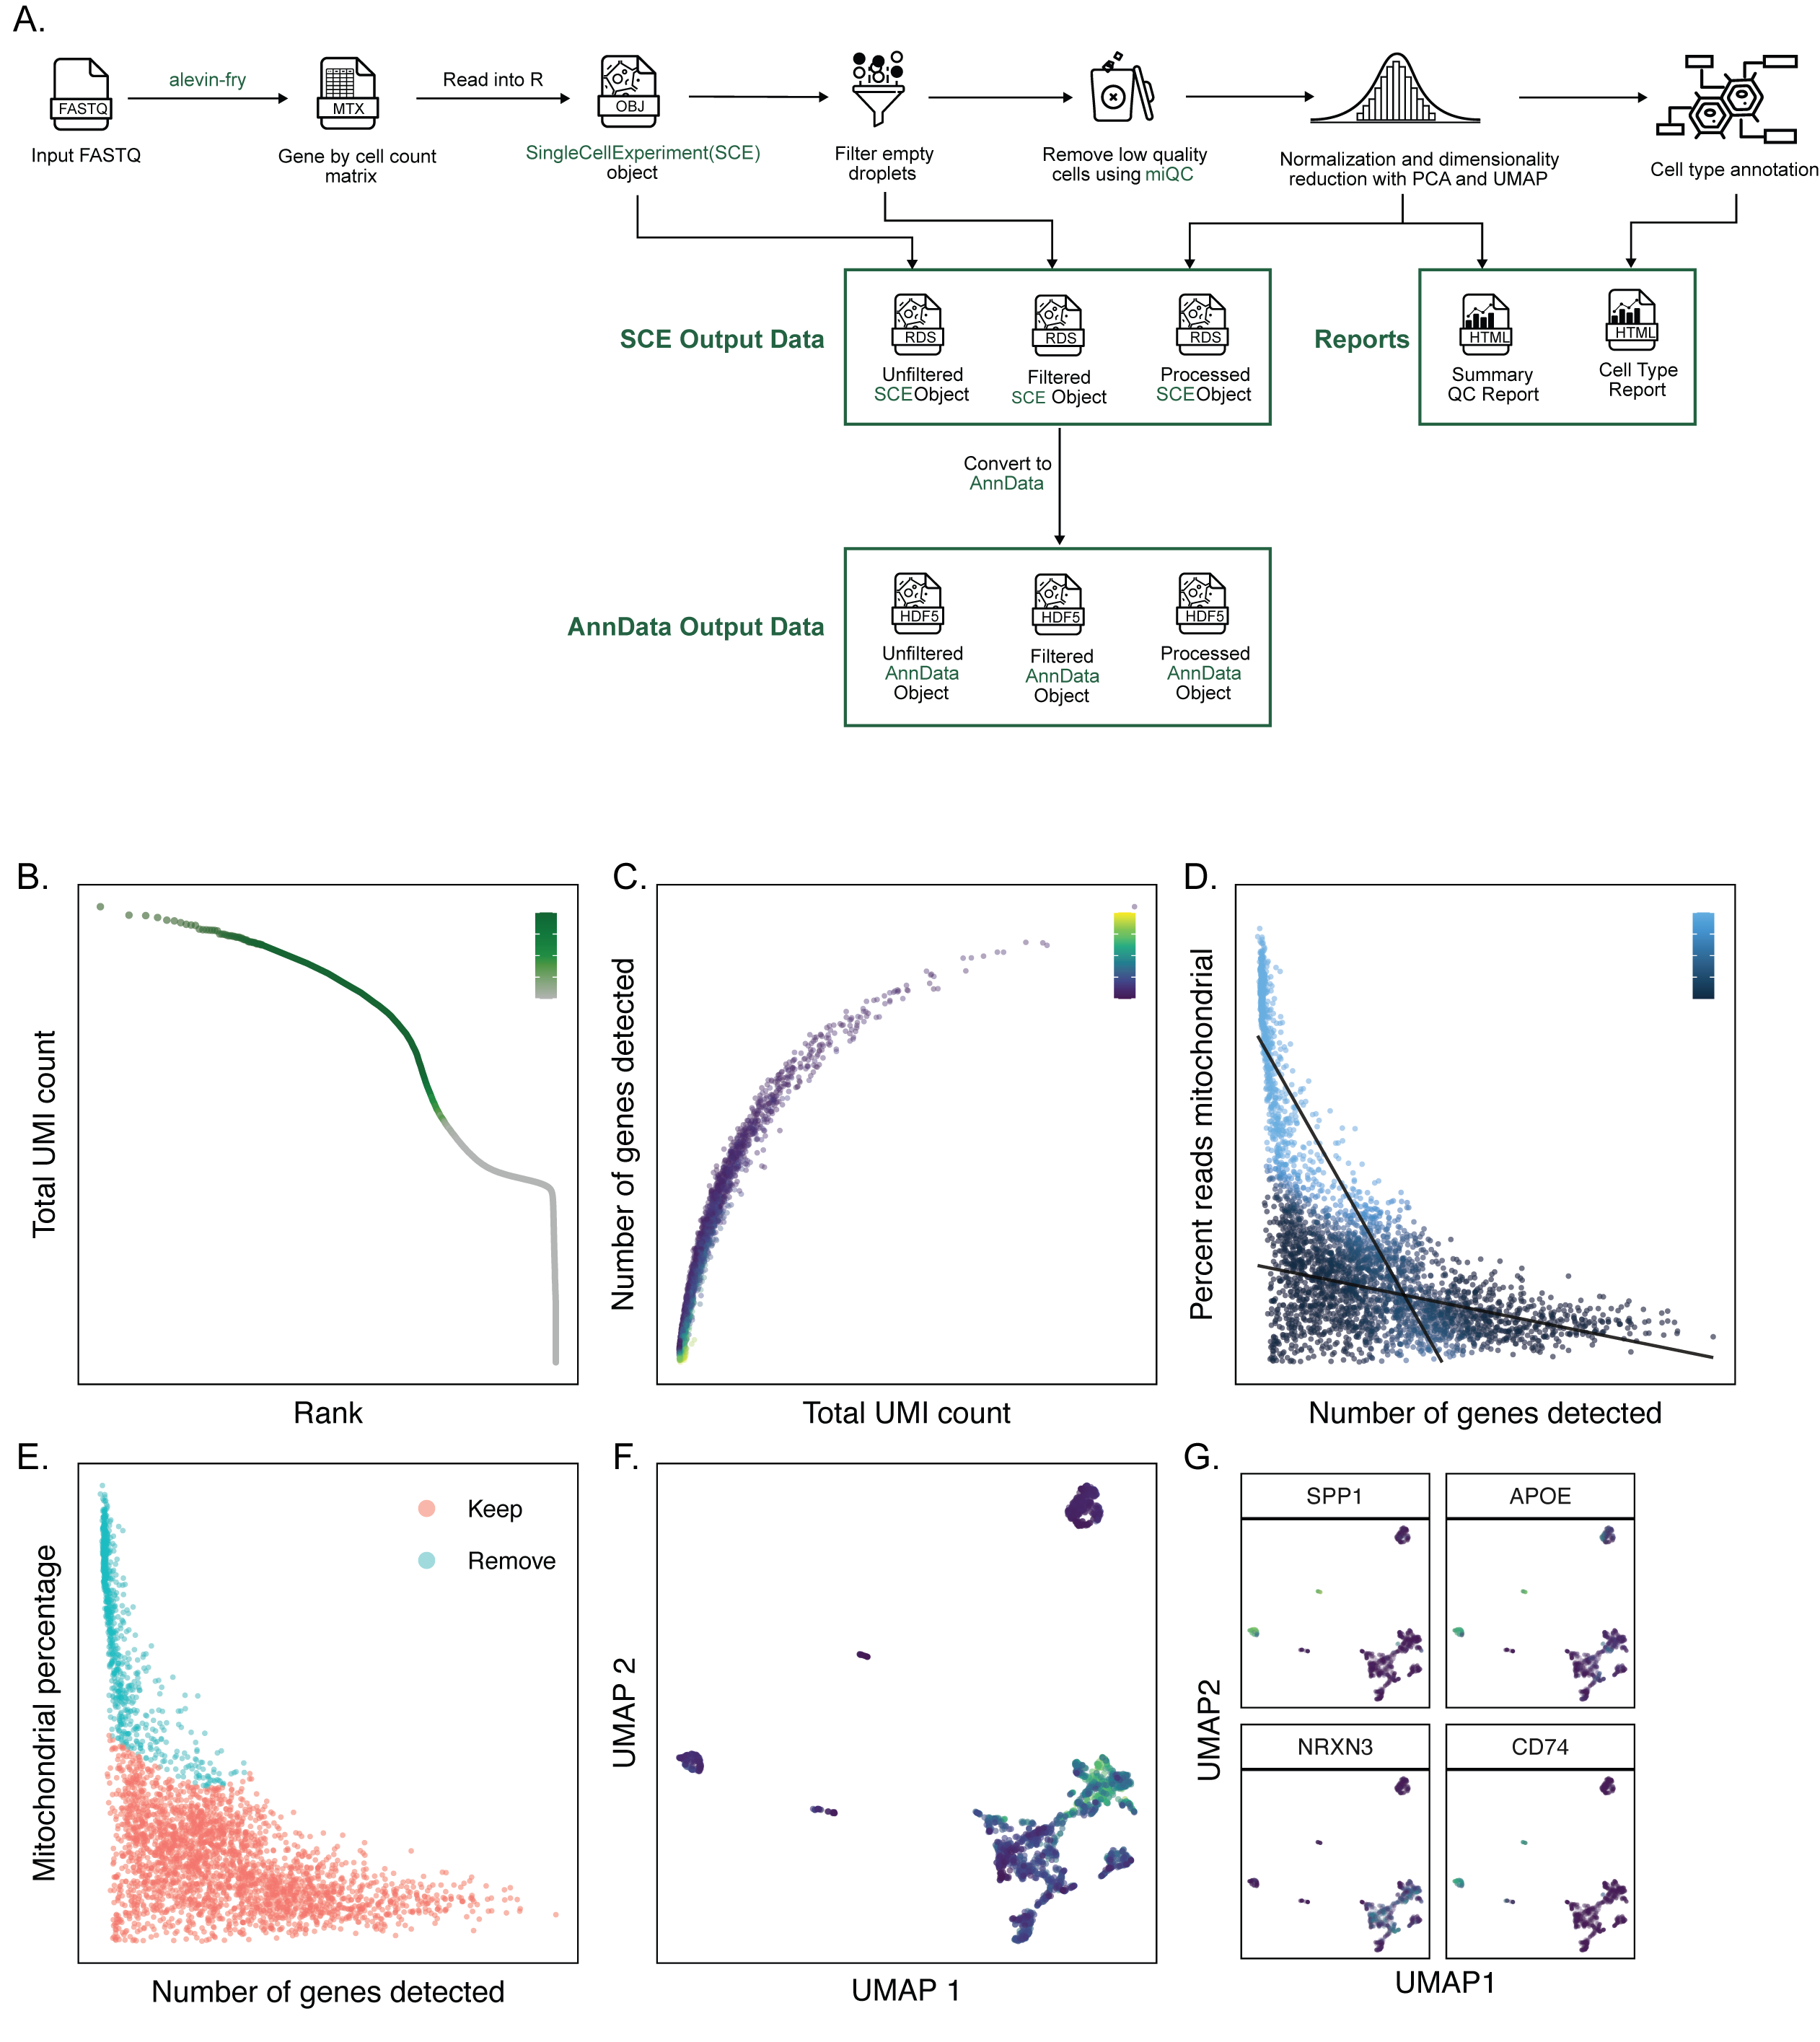 A.
alevin-fry
Read into R
FASTQ
MTX
OBJ
Input FASTQ
Gene by cell count
matrix
SingleCellExperiment(SCE)
object
Filter empty
droplets
Remove low quality
cells using miQC
Normalization and dimensionality
reduction with PCA and UMAP
Cell type annotation
SCE Output Data
RDS
RDS
RDS
Unfiltered
SCE Object
Filtered
SCE Object
Processed
SCE Object
Reports
HTML
HTML
Summary
QC Report
Cell Type
Report
Convert to
AnnData
AnnData Output Data
HDF5
HDF5
HDF5
Unfiltered
AnnData
Object
Filtered
AnnData
Object
Processed
AnnData
Object
B.
Total UMI count
Rank
C.
Number of genes detected
Total UMI count
D.
Percent reads mitochondrial
Number of genes detected
E.
Keep
Remove
Mitochondrial percentage
Number of genes detected
F.
UMAP 2
UMAP 1
G.
SPP1
APOE
NRXN3
CD74
UMAP2
UMAP1